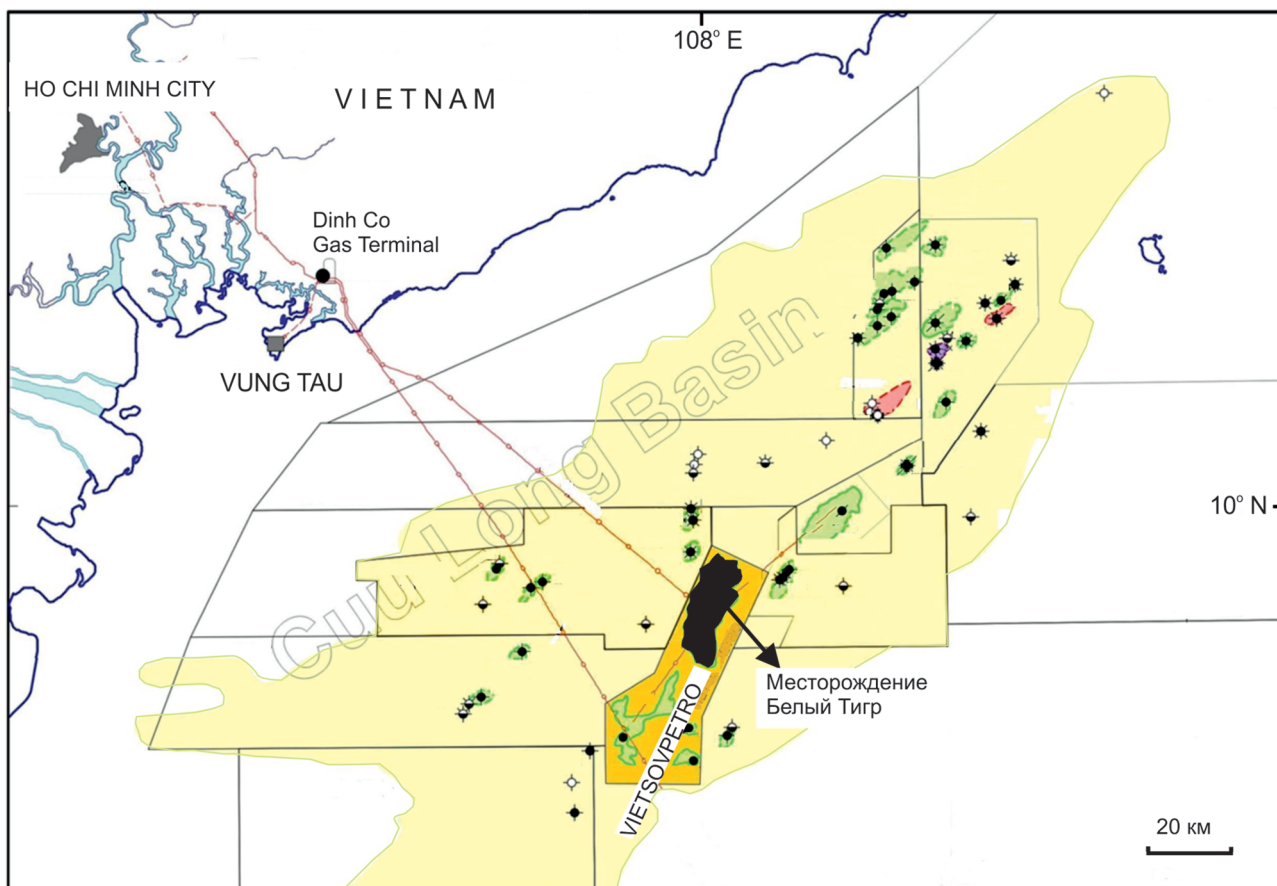 108° E
HO CHI MINH CITY
VIETNAM
Dinh Co
Gas Terminal
VUNG TAU
Cuu Long Basin
10° N
VIETSOVPETRO
Месторождение
Белый Тигр
20 км